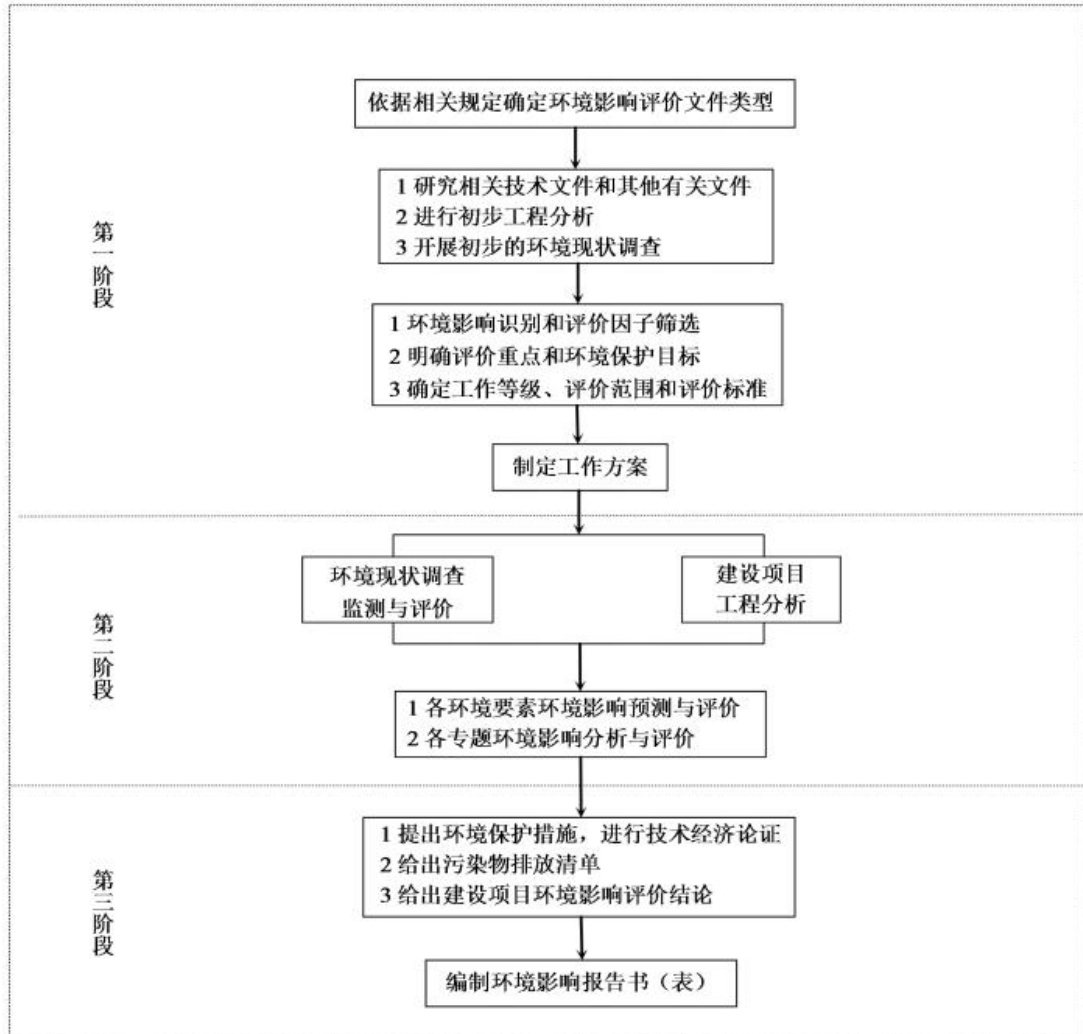 依据相关规定确定环境影响评价文件类型
1 研究相关技术文件和其他有关文件
2 进行初步工程分析
3 开展初步的环境现状调查
第一阶段
1 环境影响识别和评价因子筛选
2 明确评价重点和环境保护目标
3 确定工作等级、评价范围和评价标准
制定工作方案
环境现状调查
监测与评价
建设项目
工程分析
第二阶段
1 各环境要素环境影响预测与评价
2 各专题环境影响分析与评价
1 提出环境保护措施，进行技术经济论证
2 给出污染物排放清单
3 给出建设项目环境影响评价结论
第三阶段
编制环境影响报告书（表）